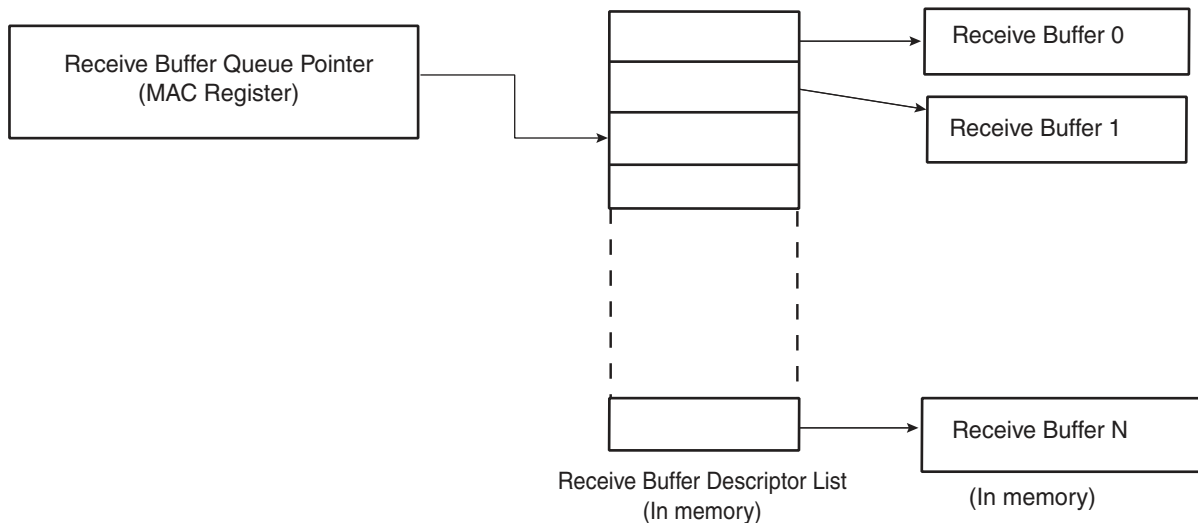 Receive Buffer Queue Pointer
(MAC Register)
Receive Buffer 0
Receive Buffer 1
Receive Buffer N
Receive Buffer Descriptor List
(In memory)
(In memory)